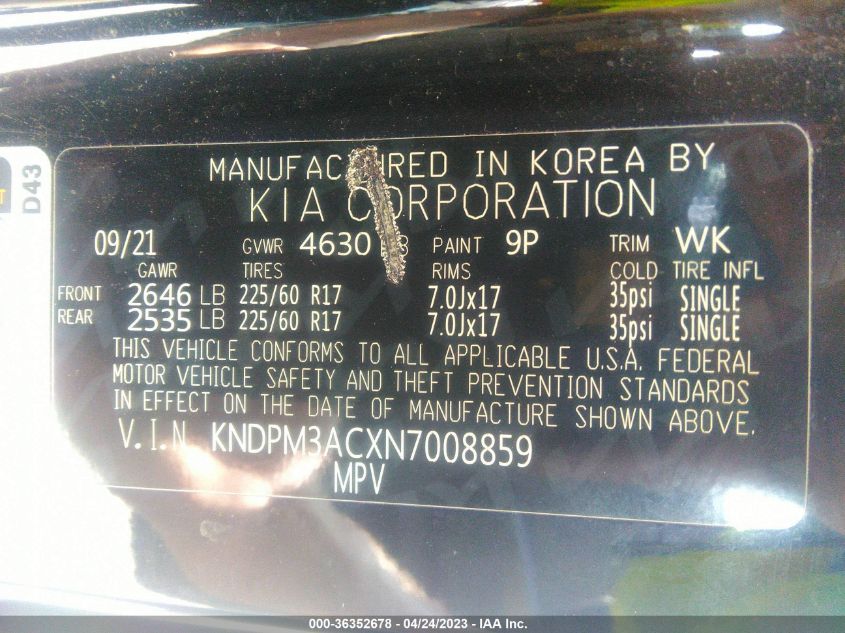 D43
MANUFACTURED IN KOREA BY
KIA CORPORATION
09/21 GVWR 4630 PAINT 9P TRIM WK
GAWR TIRES RIMS COLD TIRE INFL
FRONT 2646 LB 225/60 R17 7.0Jx17 35psi SINGLE
REAR 2535 LB 225/60 R17 7.0Jx17 35psi SINGLE
THIS VEHICLE CONFORMS TO ALL APPLICABLE U.S.A. FEDERAL
MOTOR VEHICLE SAFETY AND THEFT PREVENTION STANDARDS
IN EFFECT ON THE DATE OF MANUFACTURE SHOWN ABOVE.
V.I.N KNDPM3ACXN7008859
MPV
000-36352678 - 04/24/2023 - IAA Inc.